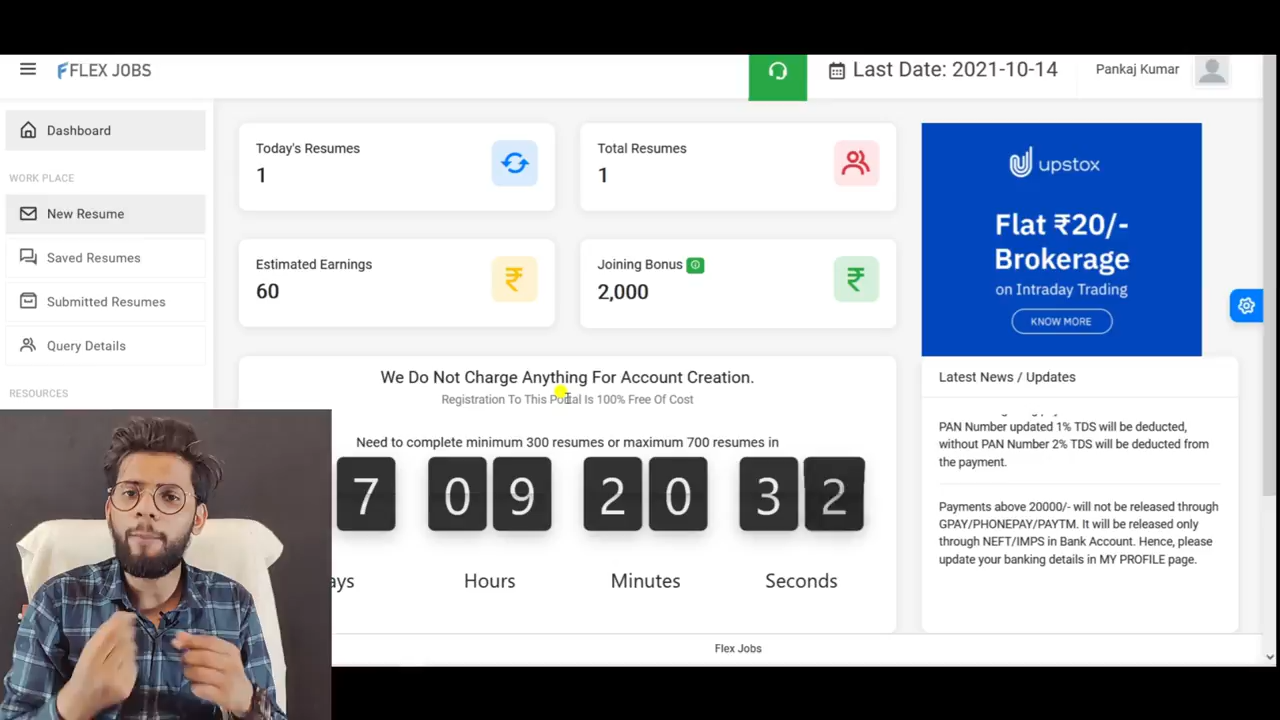 FLEX JOBS
Last Date: 2021-10-14
Pankaj Kumar
Dashboard
WORK PLACE
New Resume
Saved Resumes
Submitted Resumes
Query Details
RESOURCES
Today's Resumes
1
Total Resumes
1
Estimated Earnings
60
Joining Bonus
2,000
We Do Not Charge Anything For Account Creation.
Registration To This Portal Is 100% Free Of Cost
Need to complete minimum 300 resumes or maximum 700 resumes in
7 09 20 32
ays Hours Minutes Seconds
upstox
Flat ₹20/-
Brokerage
on Intraday Trading
KNOW MORE
Latest News / Updates
PAN Number updated 1% TDS will be deducted,
without PAN Number 2% TDS will be deducted from
the payment.
Payments above 20000/- will not be released through
GPAY/PHONEPAY/PAYTM. It will be released only
through NEFT/IMPS in Bank Account. Hence, please
update your banking details in MY PROFILE page.
Flex Jobs